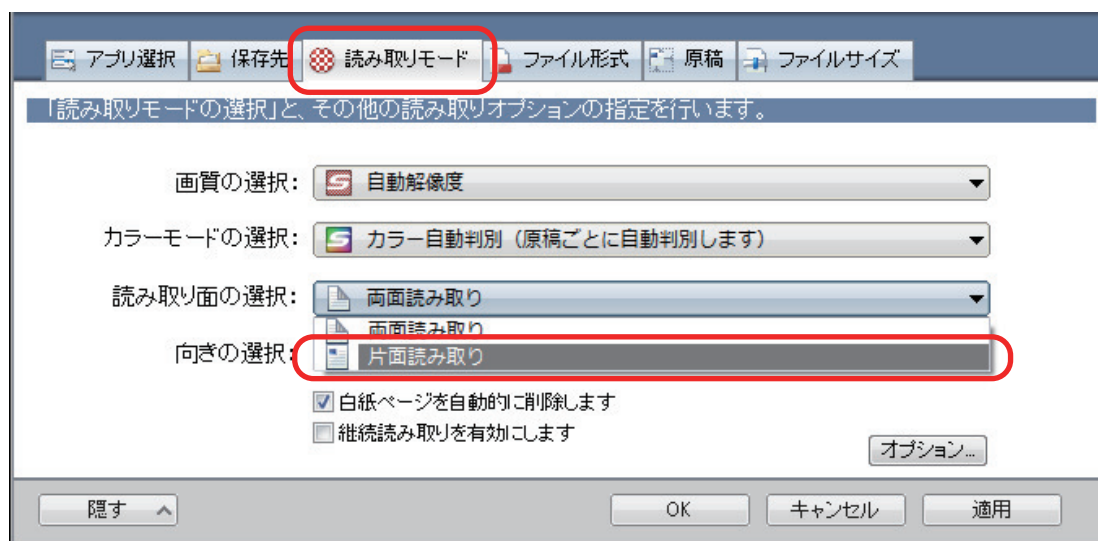 アプリ選択 保存先 読み取りモード ファイル形式 原稿 ファイルサイズ
「読み取りモードの選択」と、その他の読み取りオプションの指定を行います。
画質の選択: 自動解像度
カラーモードの選択: カラー自動判別（原稿ごとに自動判別します）
読み取り面の選択: 両面読み取り
両面読み取り
向きの選択: 片面読み取り
白紙ページを自動的に削除します
継続読み取りを有効にします
オプション...
隠す OK キャンセル 適用